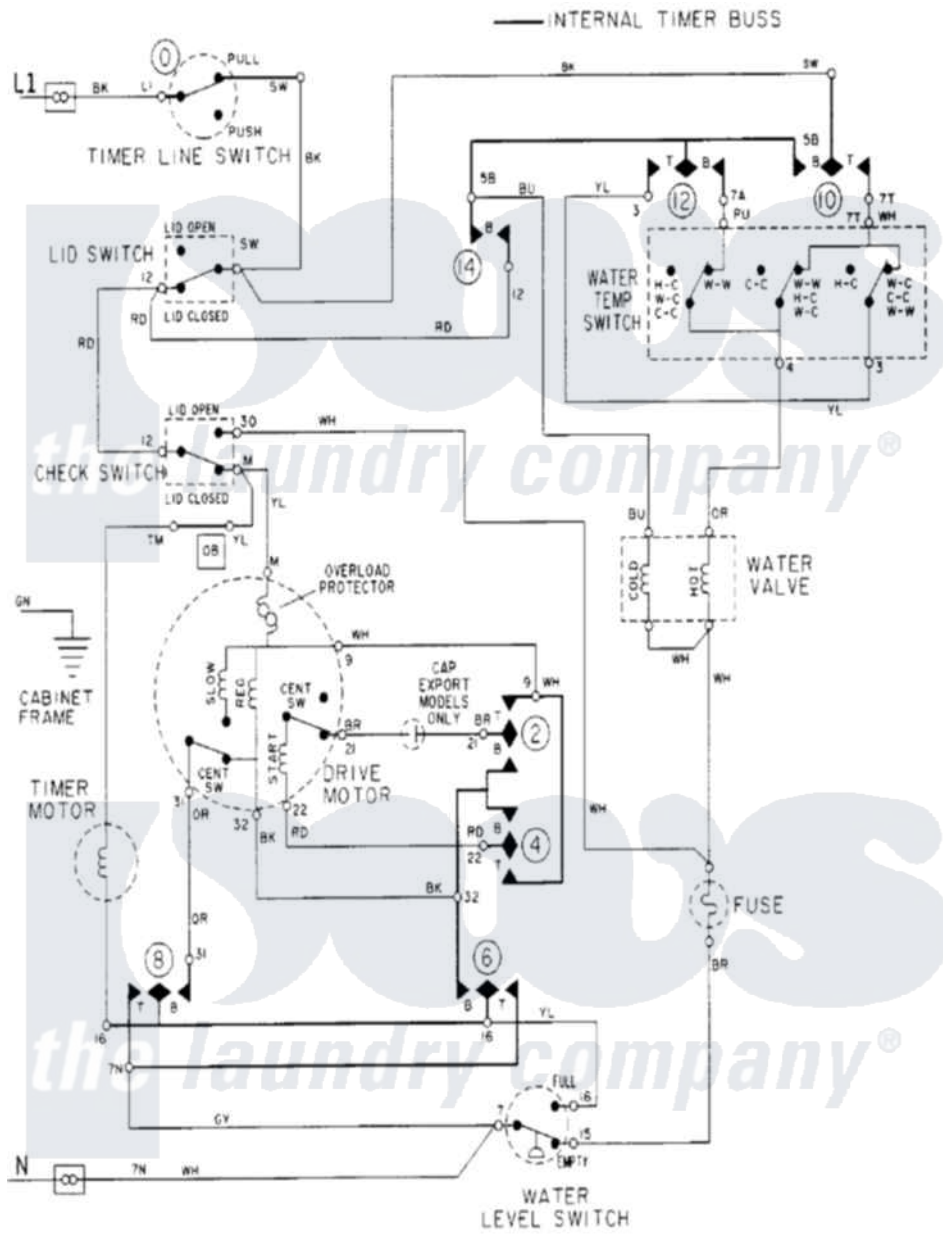 INTERNAL TIMER BUSS
0
PULL
SW
L1
BK
L1
PUSH
TIMER LINE SWITCH
BK
BK
SW
5B
5B
BU
YL
T
B
3
12
7A
PU
B
T
10
7T
7T
WH
LID SWITCH
LID OPEN
SW
12
LID CLOSED
RD
RD
RD
B
14
12
WATER
TEMP
SWITCH
H-C
W-C
C-C
W-W
C-C
W-W
H-C
W-C
H-C
W-C
C-C
W-W
4
3
YL
LID OPEN
30
WH
12
CHECK SWITCH
M
LID CLOSED
YL
TM
YL
OB
the laundry company®
BU
OR
COLD
HOT
WATER
VALVE
WH
WH
M
OVERLOAD
PROTECTOR
GN
CABINET
FRAME
WH
9
SLOW
REG
CENT
SW
CAP
EXPORT
MODELS
ONLY
9
WH
BR
21
BR
21
T
B
2
START
CENT
SW
DRIVE
MOTOR
31
OR
32
BK
22
RD
RD
22
B
T
4
WH
TIMER
MOTOR
BK
32
FUSE
BR
OR
31
8
T
B
6
B
T
16
16
YL
7N
the laundry company®
GY
7
FULL
16
15
EMPTY
N
7N
WH
WATER
LEVEL SWITCH